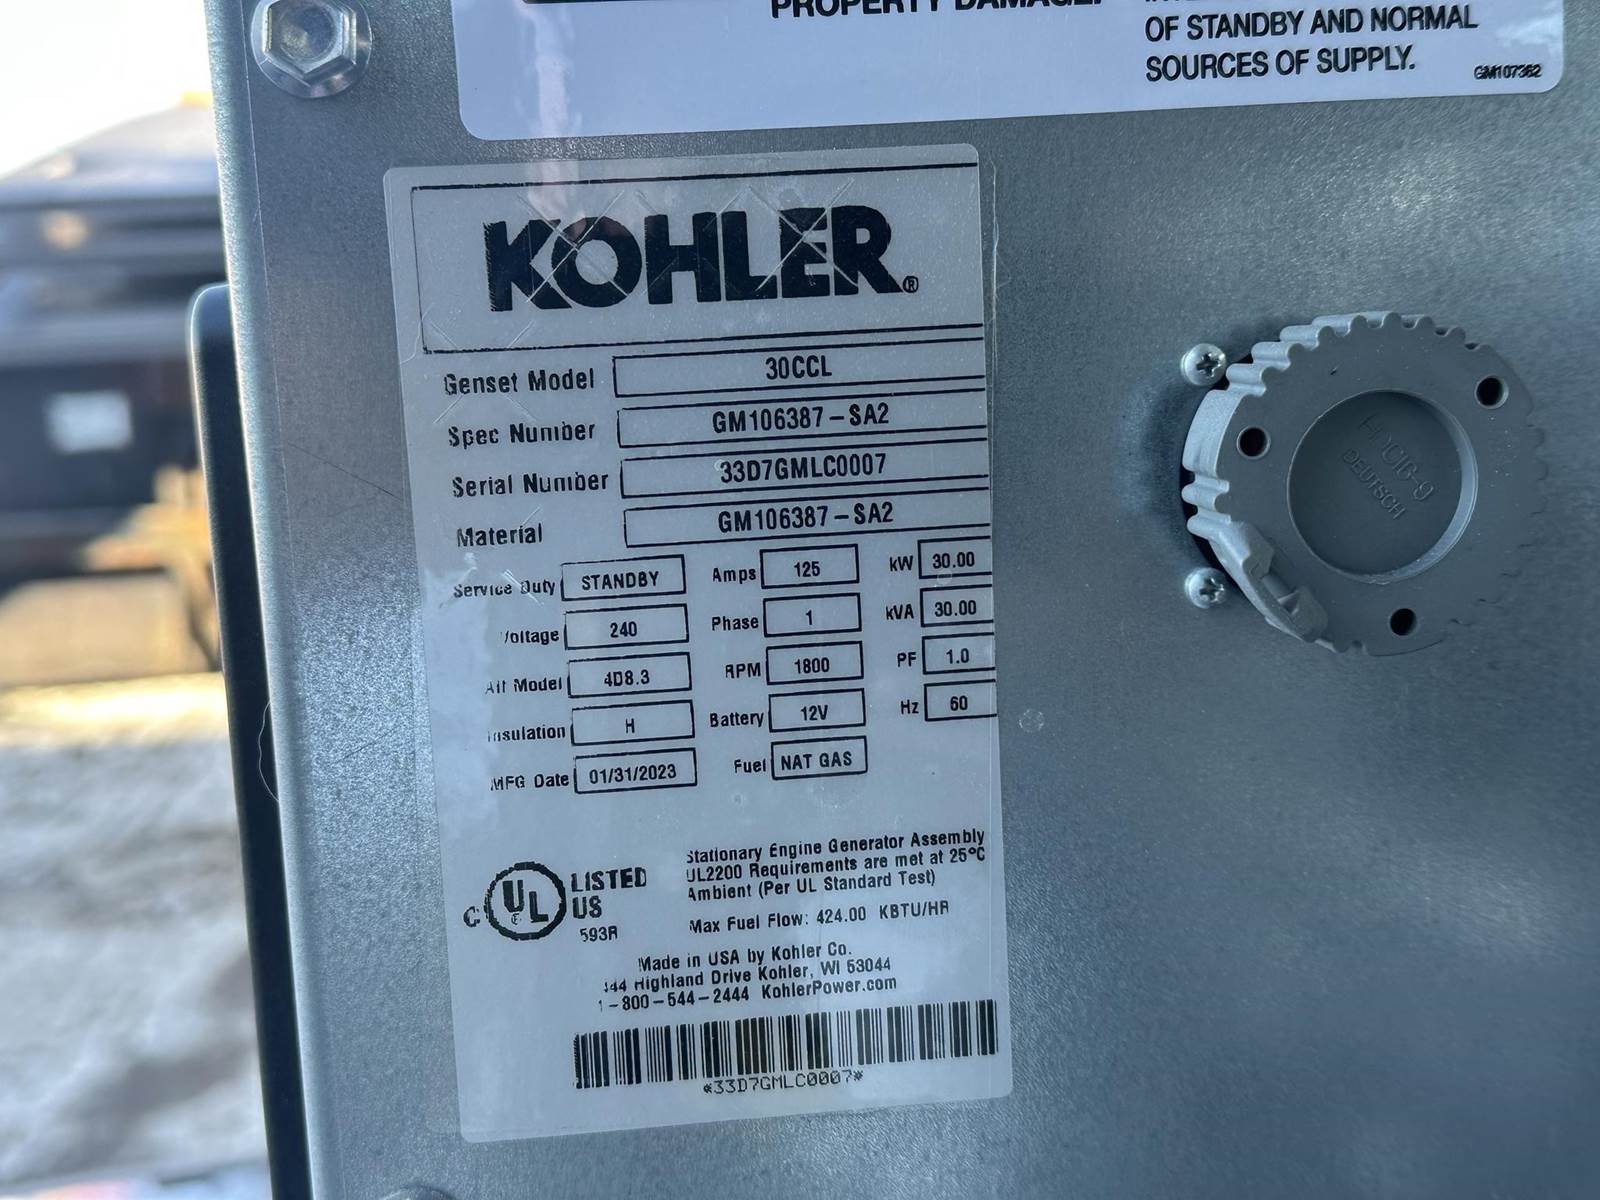 PROPERTY DAMAGE.
OF STANDBY AND NORMAL
SOURCES OF SUPPLY.
GM107362
KOHLER®
Genset Model 30CCL
Spec Number GM106387-SA2
Serial Number 33D7GMLC0007
Material GM106387-SA2
Service Duty STANDBY Amps 125 kW 30.00
Voltage 240 Phase 1 kVA 30.00
Alt Model 4D8.3 RPM 1800 PF 1.0
Insulation H Battery 12V Hz 60
MFG Date 01/31/2023 Fuel NAT GAS
Stationary Engine Generator Assembly
UL2200 Requirements are met at 25°C
Ambient (Per UL Standard Test)
C UL LISTED
US
593R
Max Fuel Flow: 424.00 KBTU/HR
Made in USA by Kohler Co.
Highland Drive Kohler, WI 53044
1-800-544-2444 KohlerPower.com
*33D7GMLC0007*
DEUTSCH